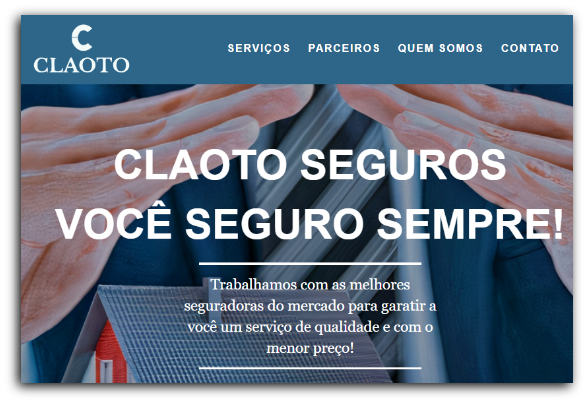 C
CLAOTO
SERVIÇOS PARCEIROS QUEM SOMOS CONTATO
CLAOTO SEGUROS
VOCÊ SEGURO SEMPRE!
Trabalhamos com as melhores
seguradoras do mercado para garatir a
você um serviço de qualidade e com o
menor preço!